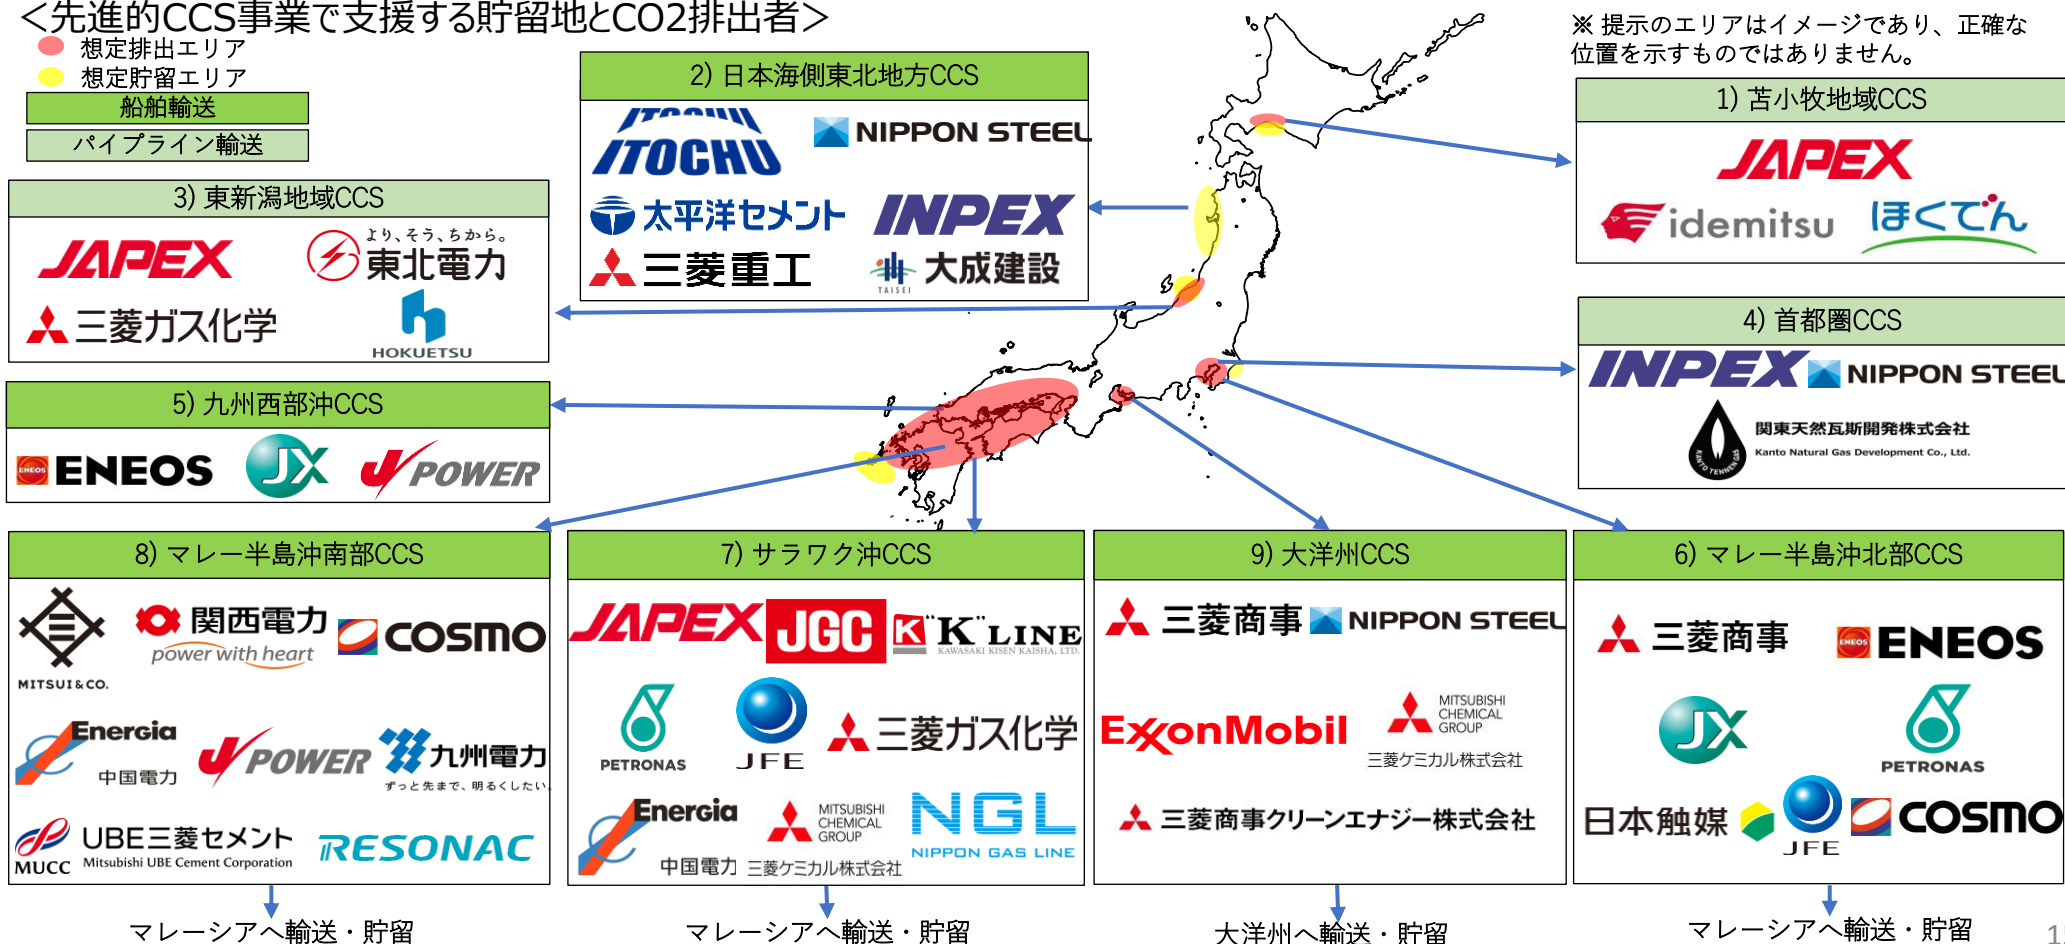 ＜先進的CCS事業で支援する貯留地とCO2排出者＞
想定排出エリア
想定貯留エリア
船舶輸送
パイプライン輸送
※ 提示のエリアはイメージであり、正確な
位置を示すものではありません。
1) 苫小牧地域CCS
JAPEX
idemitsu
ほくでん
2) 日本海側東北地方CCS
ITOCHU
ITOCHU
NIPPON STEEL
太平洋セメント
INPEX
三菱重工
TAISEI
大成建設
3) 東新潟地域CCS
JAPEX
より、そう、ちから。
東北電力
三菱ガス化学
HOKUETSU
4) 首都圏CCS
INPEX
NIPPON STEEL
KANTO TENNEN GAS
関東天然瓦斯開発株式会社
Kanto Natural Gas Development Co., Ltd.
5) 九州西部沖CCS
ENEOS
ENEOS
JX
J POWER
8) マレー半島沖南部CCS
MITSUI&CO.
関西電力
power with heart
COSMO
Energia
中国電力
J POWER
九州電力
ずっと先まで、明るくしたい。
MUCC
UBE三菱セメント
Mitsubishi UBE Cement Corporation
RESONAC
マレーシアへ輸送・貯留
7) サラワク沖CCS
JAPEX
JGC
K
"K" LINE
KAWASAKI KISEN KAISHA, LTD.
PETRONAS
JFE
三菱ガス化学
Energia
中国電力
MITSUBISHI
CHEMICAL
GROUP
三菱ケミカル株式会社
NGL
NIPPON GAS LINE
マレーシアへ輸送・貯留
9) 大洋州CCS
三菱商事
NIPPON STEEL
ExxonMobil
MITSUBISHI
CHEMICAL
GROUP
三菱ケミカル株式会社
三菱商事クリーンエナジー株式会社
大洋州へ輸送・貯留
6) マレー半島沖北部CCS
三菱商事
ENEOS
ENEOS
JX
PETRONAS
日本触媒
JFE
COSMO
マレーシアへ輸送・貯留